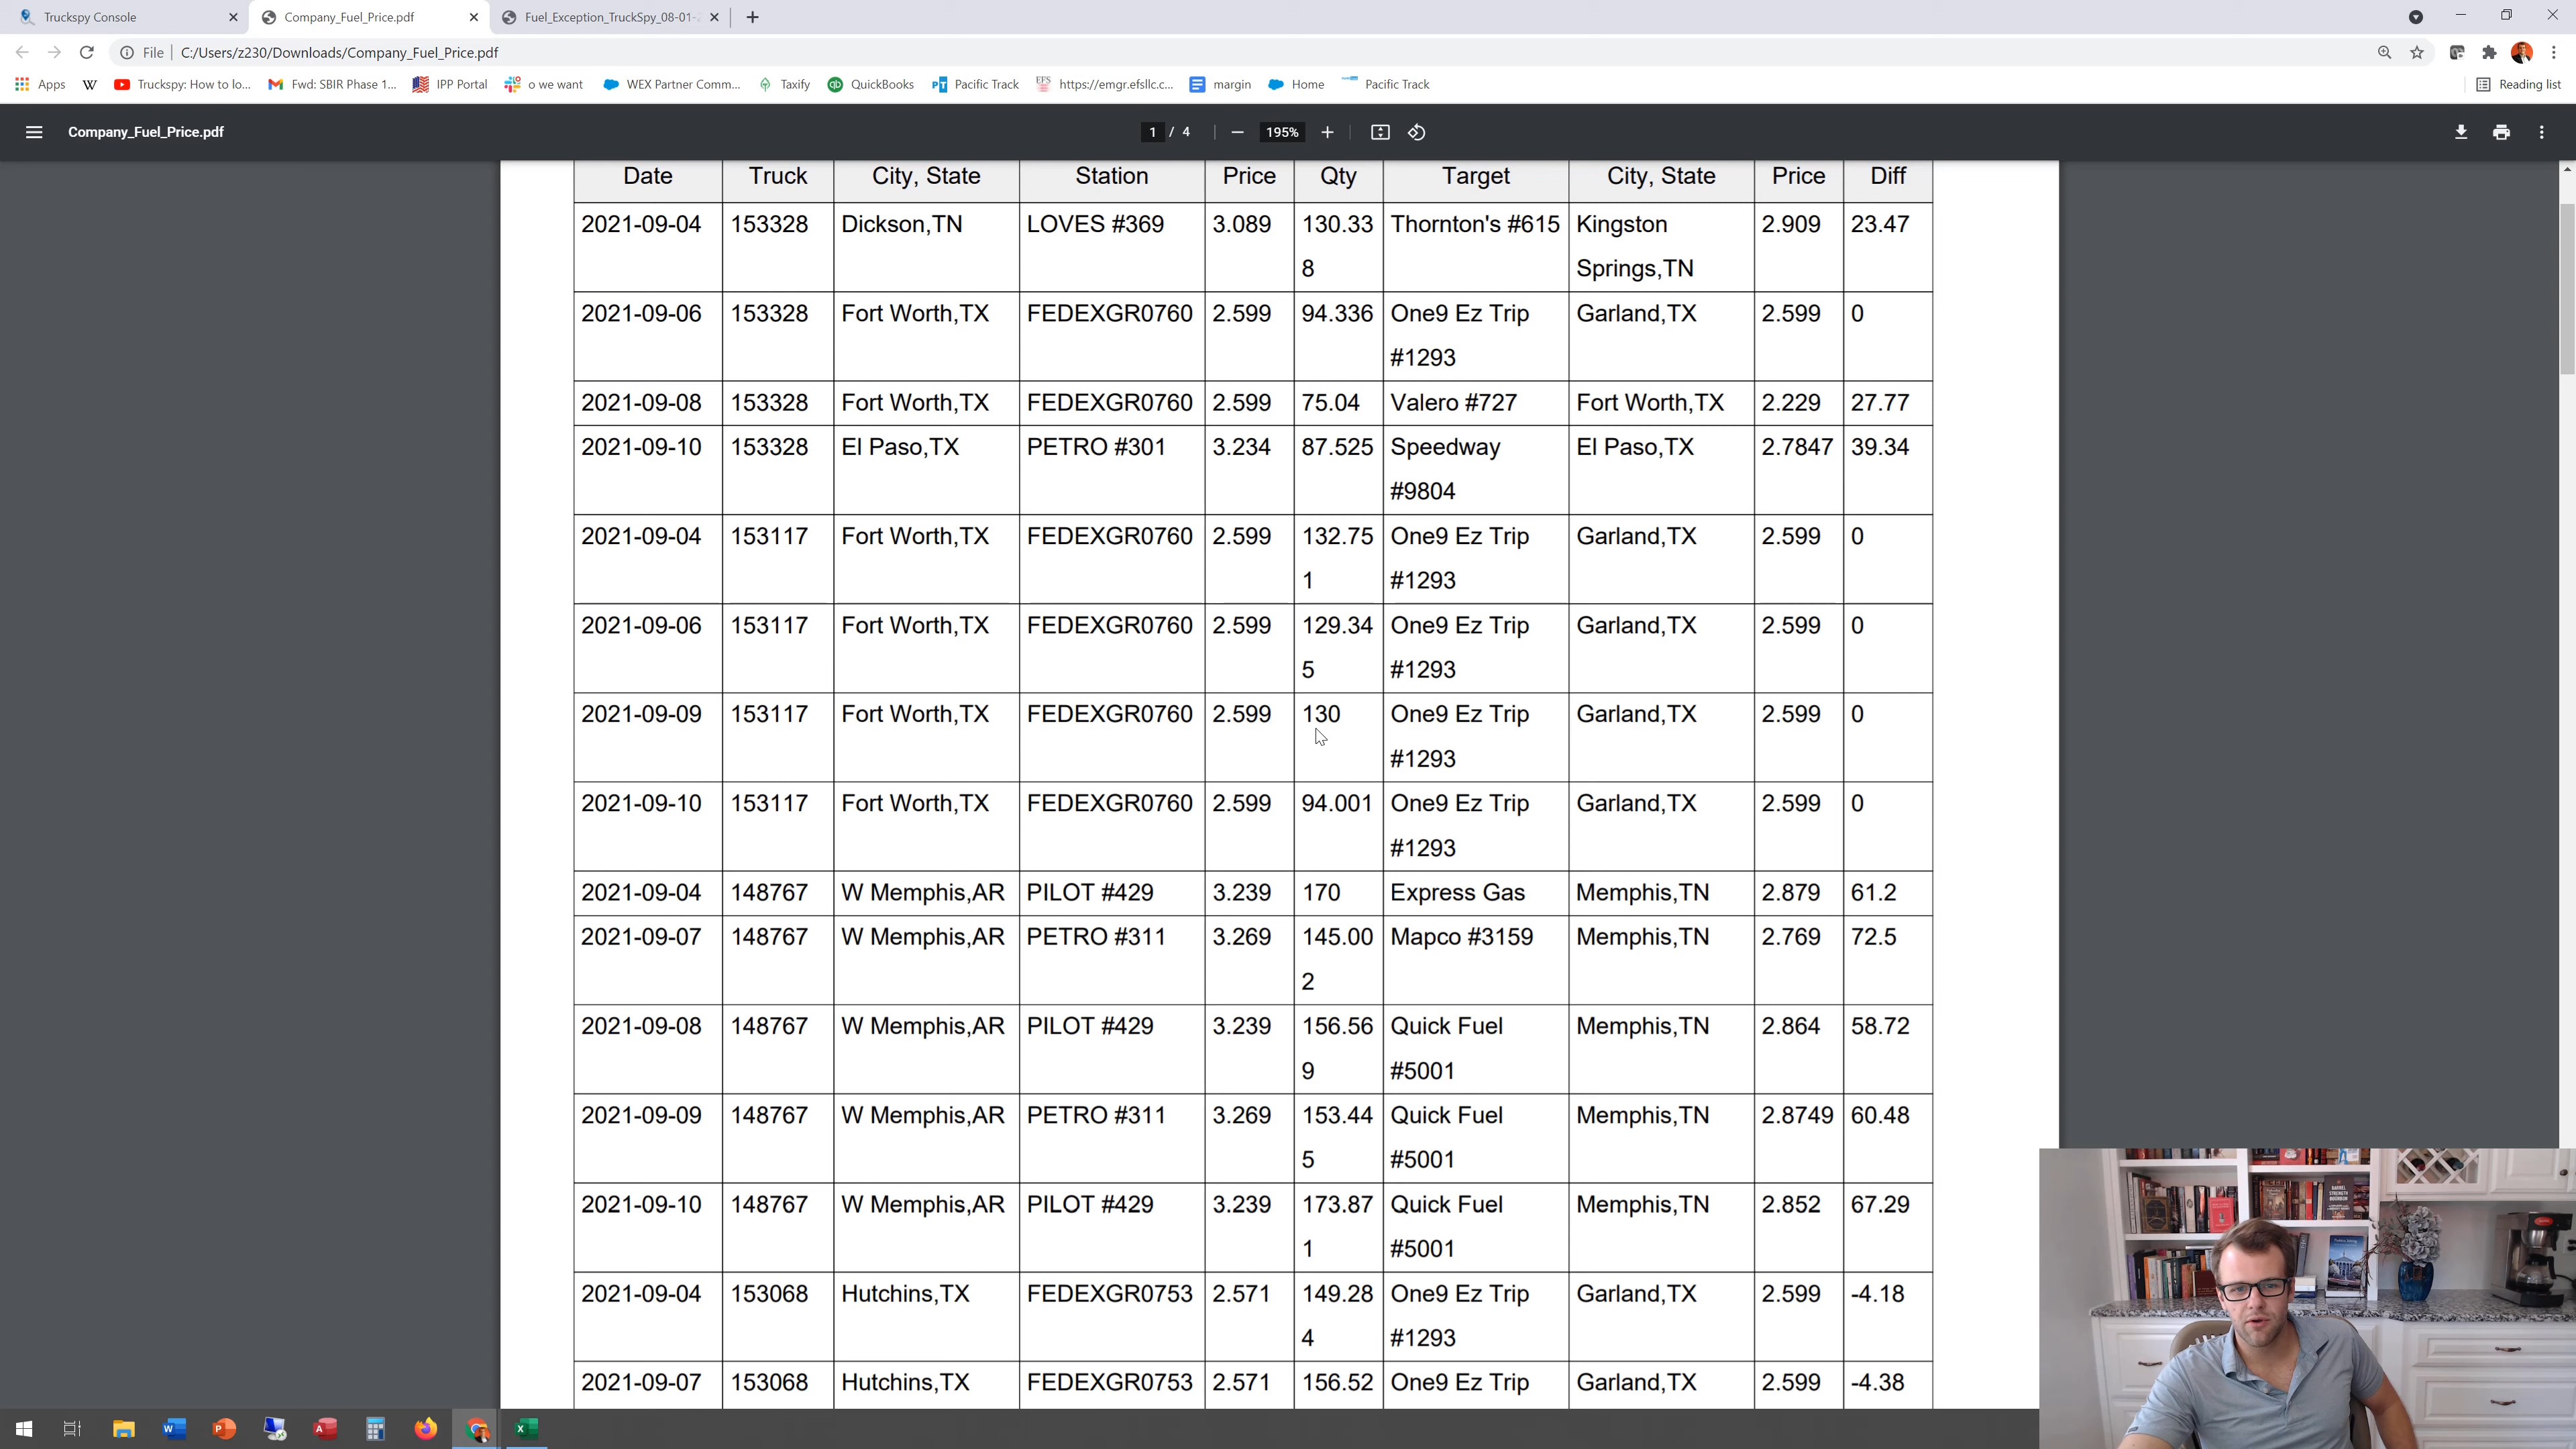 Truckspy Console
Company_Fuel_Price.pdf
Fuel_Exception_TruckSpy_08-01-
File
C:/Users/z230/Downloads/Company_Fuel_Price.pdf
Apps
Truckspy: How to lo...
Fwd: SBIR Phase 1...
IPP Portal
o we want
WEX Partner Comm...
Taxify
QuickBooks
Pacific Track
https://emgr.efsllc.c...
margin
Home
Pacific Track
Reading list
Company_Fuel_Price.pdf
1 / 4
195%
Date Truck City, State Station Price Qty Target City, State Price Diff
2021-09-04 153328 Dickson,TN LOVES #369 3.089 130.33 Thornton's #615 Kingston 2.909 23.47
8 Springs,TN
2021-09-06 153328 Fort Worth,TX FEDEXGR0760 2.599 94.336 One9 Ez Trip Garland,TX 2.599 0
#1293
2021-09-08 153328 Fort Worth,TX FEDEXGR0760 2.599 75.04 Valero #727 Fort Worth,TX 2.229 27.77
2021-09-10 153328 El Paso,TX PETRO #301 3.234 87.525 Speedway El Paso,TX 2.7847 39.34
#9804
2021-09-04 153117 Fort Worth,TX FEDEXGR0760 2.599 132.75 One9 Ez Trip Garland,TX 2.599 0
1 #1293
2021-09-06 153117 Fort Worth,TX FEDEXGR0760 2.599 129.34 One9 Ez Trip Garland,TX 2.599 0
5 #1293
2021-09-09 153117 Fort Worth,TX FEDEXGR0760 2.599 130 One9 Ez Trip Garland,TX 2.599 0
#1293
2021-09-10 153117 Fort Worth,TX FEDEXGR0760 2.599 94.001 One9 Ez Trip Garland,TX 2.599 0
#1293
2021-09-04 148767 W Memphis,AR PILOT #429 3.239 170 Express Gas Memphis,TN 2.879 61.2
2021-09-07 148767 W Memphis,AR PETRO #311 3.269 145.00 Mapco #3159 Memphis,TN 2.769 72.5
2
2021-09-08 148767 W Memphis,AR PILOT #429 3.239 156.56 Quick Fuel Memphis,TN 2.864 58.72
9 #5001
2021-09-09 148767 W Memphis,AR PETRO #311 3.269 153.44 Quick Fuel Memphis,TN 2.8749 60.48
5 #5001
2021-09-10 148767 W Memphis,AR PILOT #429 3.239 173.87 Quick Fuel Memphis,TN 2.852 67.29
1 #5001
2021-09-04 153068 Hutchins,TX FEDEXGR0753 2.571 149.28 One9 Ez Trip Garland,TX 2.599 -4.18
4 #1293
2021-09-07 153068 Hutchins,TX FEDEXGR0753 2.571 156.52 One9 Ez Trip Garland,TX 2.599 -4.38